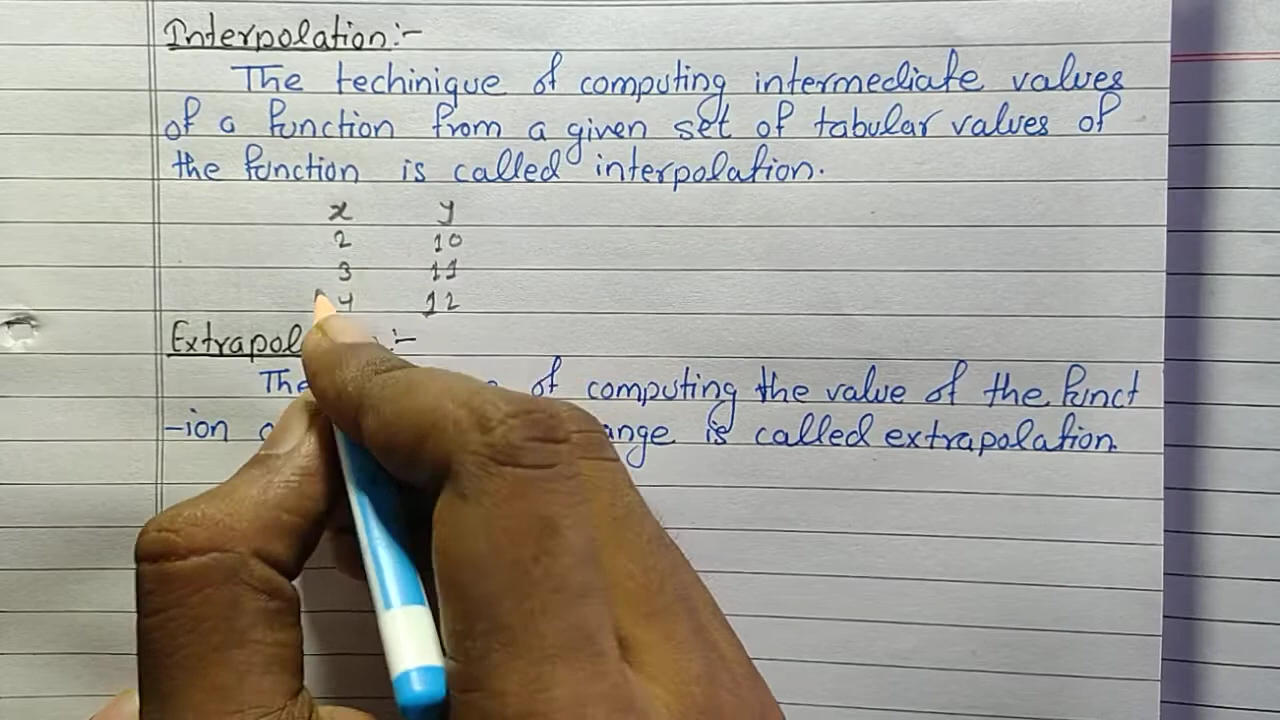 Interpolation:-
The techinique of computing intermediate values
of a function from a given set of tabular values of
the function is called interpolation.
x y
2 10
3 11
4 12
Extrapol :-
The of computing the value of the funct
-ion is called extrapolation.